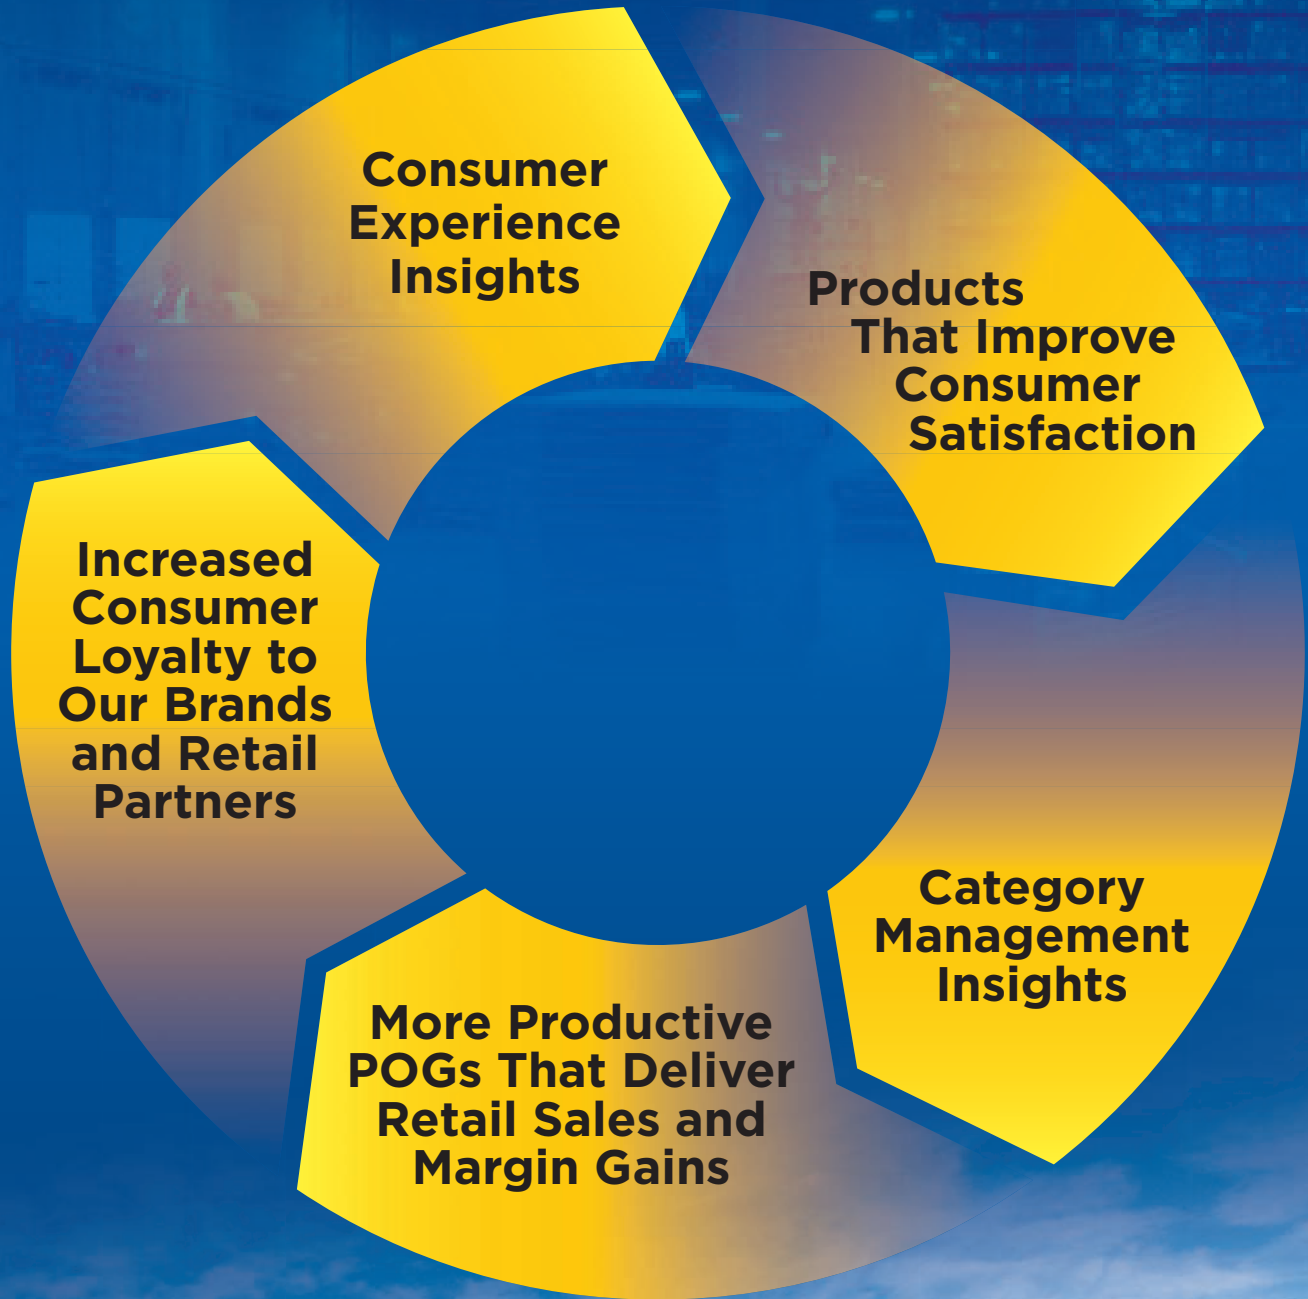 Consumer
Experience
Insights
Products
That Improve
Consumer
Satisfaction
Category
Management
Insights
More Productive
POGs That Deliver
Retail Sales and
Margin Gains
Increased
Consumer
Loyalty to
Our Brands
and Retail
Partners